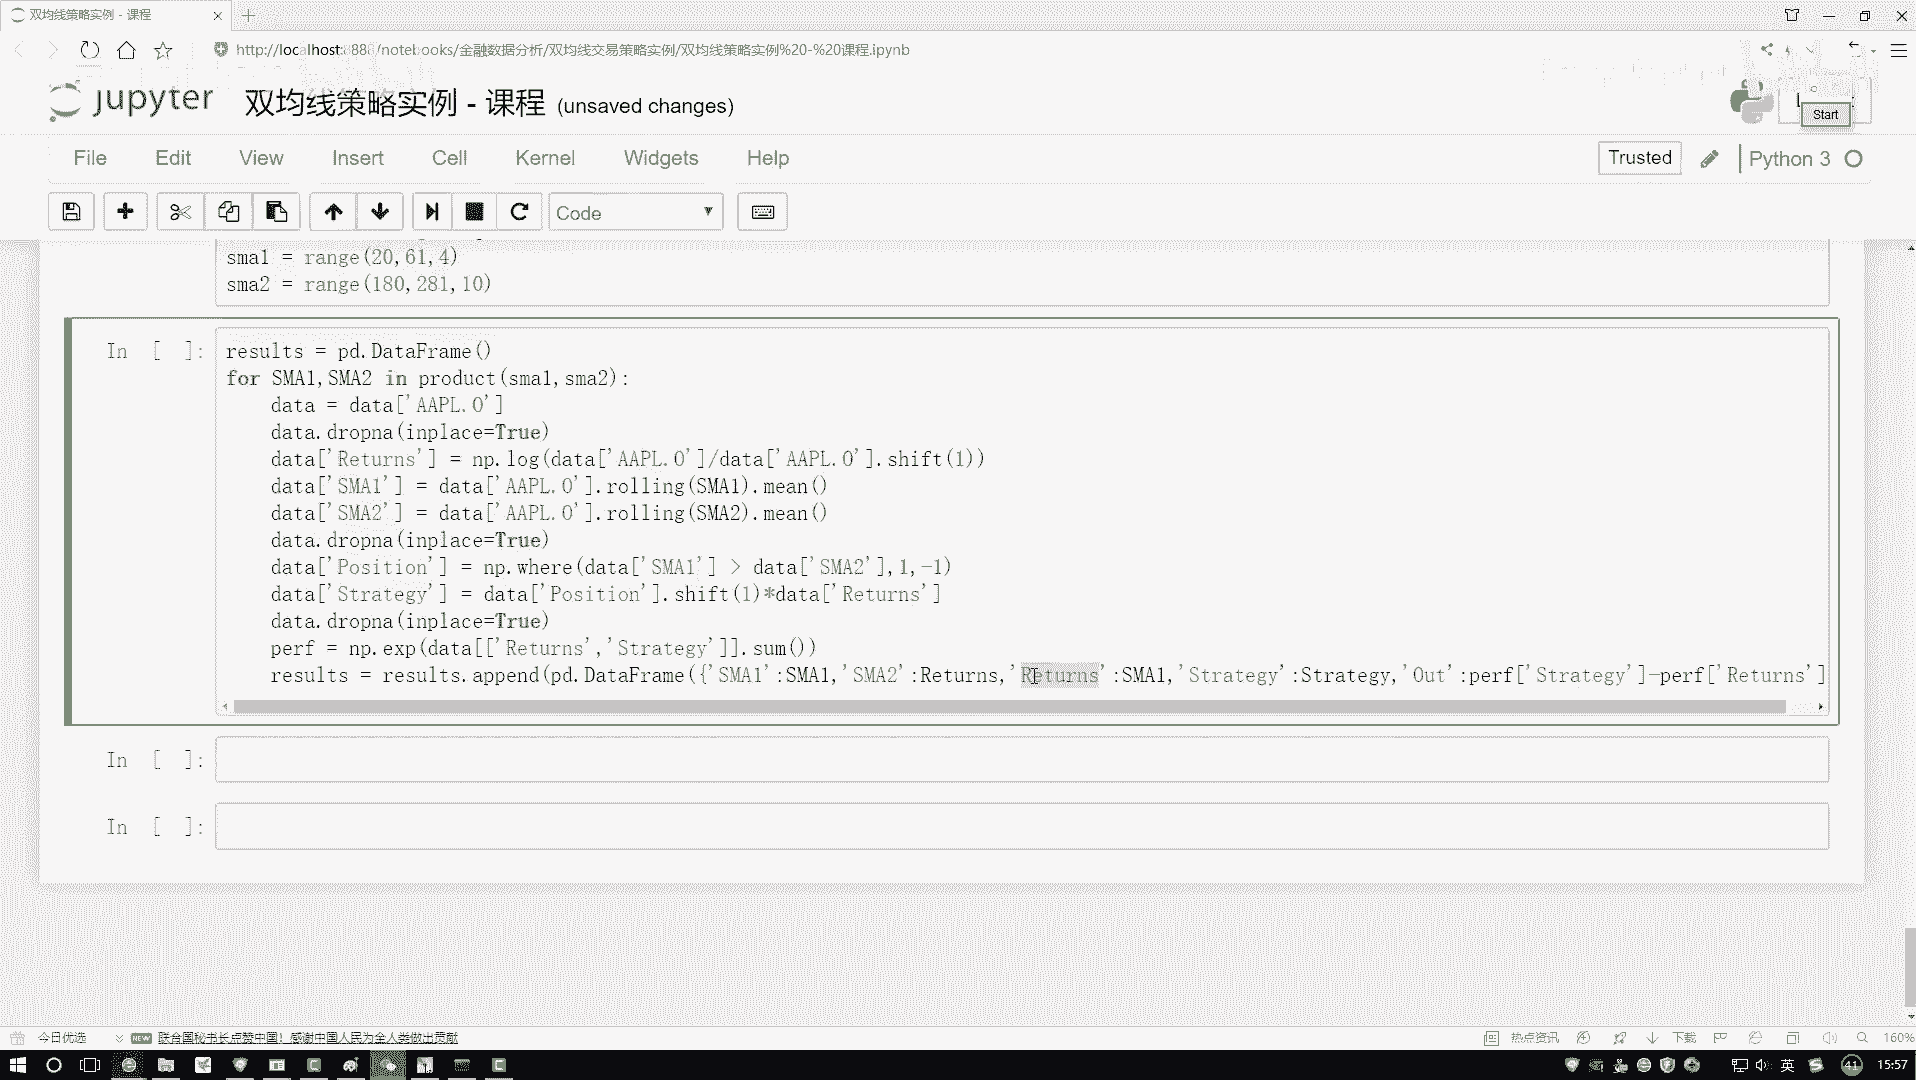 双均线策略实例 - 课程
http://localhost:888/notebooks/金融数据分析/双均线交易策略实例/双均线策略实例%20-%20课程.ipynb
jupyter 双均线策略实例 - 课程 (unsaved changes)
Start
File Edit View Insert Cell Kernel Widgets Help
Trusted
Python 3
Code
sma1 = range(20,61,4)
sma2 = range(180,281,10)
In [ ]:
results = pd.DataFrame()
for SMA1,SMA2 in product(sma1,sma2):
    data = data['AAPL.O']
    data.dropna(inplace=True)
    data['Returns'] = np.log(data['AAPL.O']/data['AAPL.O'].shift(1))
    data['SMA1'] = data['AAPL.O'].rolling(SMA1).mean()
    data['SMA2'] = data['AAPL.O'].rolling(SMA2).mean()
    data.dropna(inplace=True)
    data['Position'] = np.where(data['SMA1'] > data['SMA2'],1,-1)
    data['Strategy'] = data['Position'].shift(1)*data['Returns']
    data.dropna(inplace=True)
    perf = np.exp(data[['Returns','Strategy']].sum())
    results = results.append(pd.DataFrame({'SMA1':SMA1,'SMA2':Returns,'Returns':SMA1,'Strategy':Strategy,'Out':perf['Strategy']-perf['Returns']
In [ ]:
In [ ]:
今日优选
NEW 联合国秘书长点赞中国! 感谢中国人民为全人类做出贡献
热点资讯
下载
160%
英
41
15:57